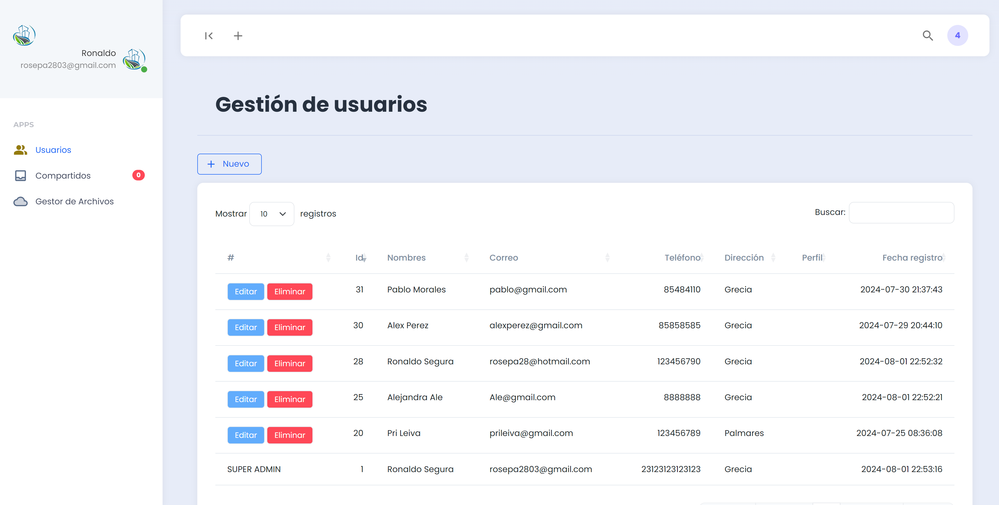 Ronaldo
rosepa2803@gmail.com
4
Gestión de usuarios
APPS
Usuarios
Compartidos 0
Gestor de Archivos
Nuevo
Mostrar 10 registros
Buscar:
# Id Nombres Correo Teléfono Dirección Perfil Fecha registro
Editar Eliminar 31 Pablo Morales pablo@gmail.com 85484110 Grecia 2024-07-30 21:37:43
Editar Eliminar 30 Alex Perez alexperez@gmail.com 85858585 Grecia 2024-07-29 20:44:10
Editar Eliminar 28 Ronaldo Segura rosepa28@hotmail.com 123456790 Grecia 2024-08-01 22:52:32
Editar Eliminar 25 Alejandra Ale Ale@gmail.com 8888888 Grecia 2024-08-01 22:52:21
Editar Eliminar 20 Pri Leiva prileiva@gmail.com 123456789 Palmares 2024-07-25 08:36:08
SUPER ADMIN 1 Ronaldo Segura rosepa2803@gmail.com 23123123123123 Grecia 2024-08-01 22:53:16